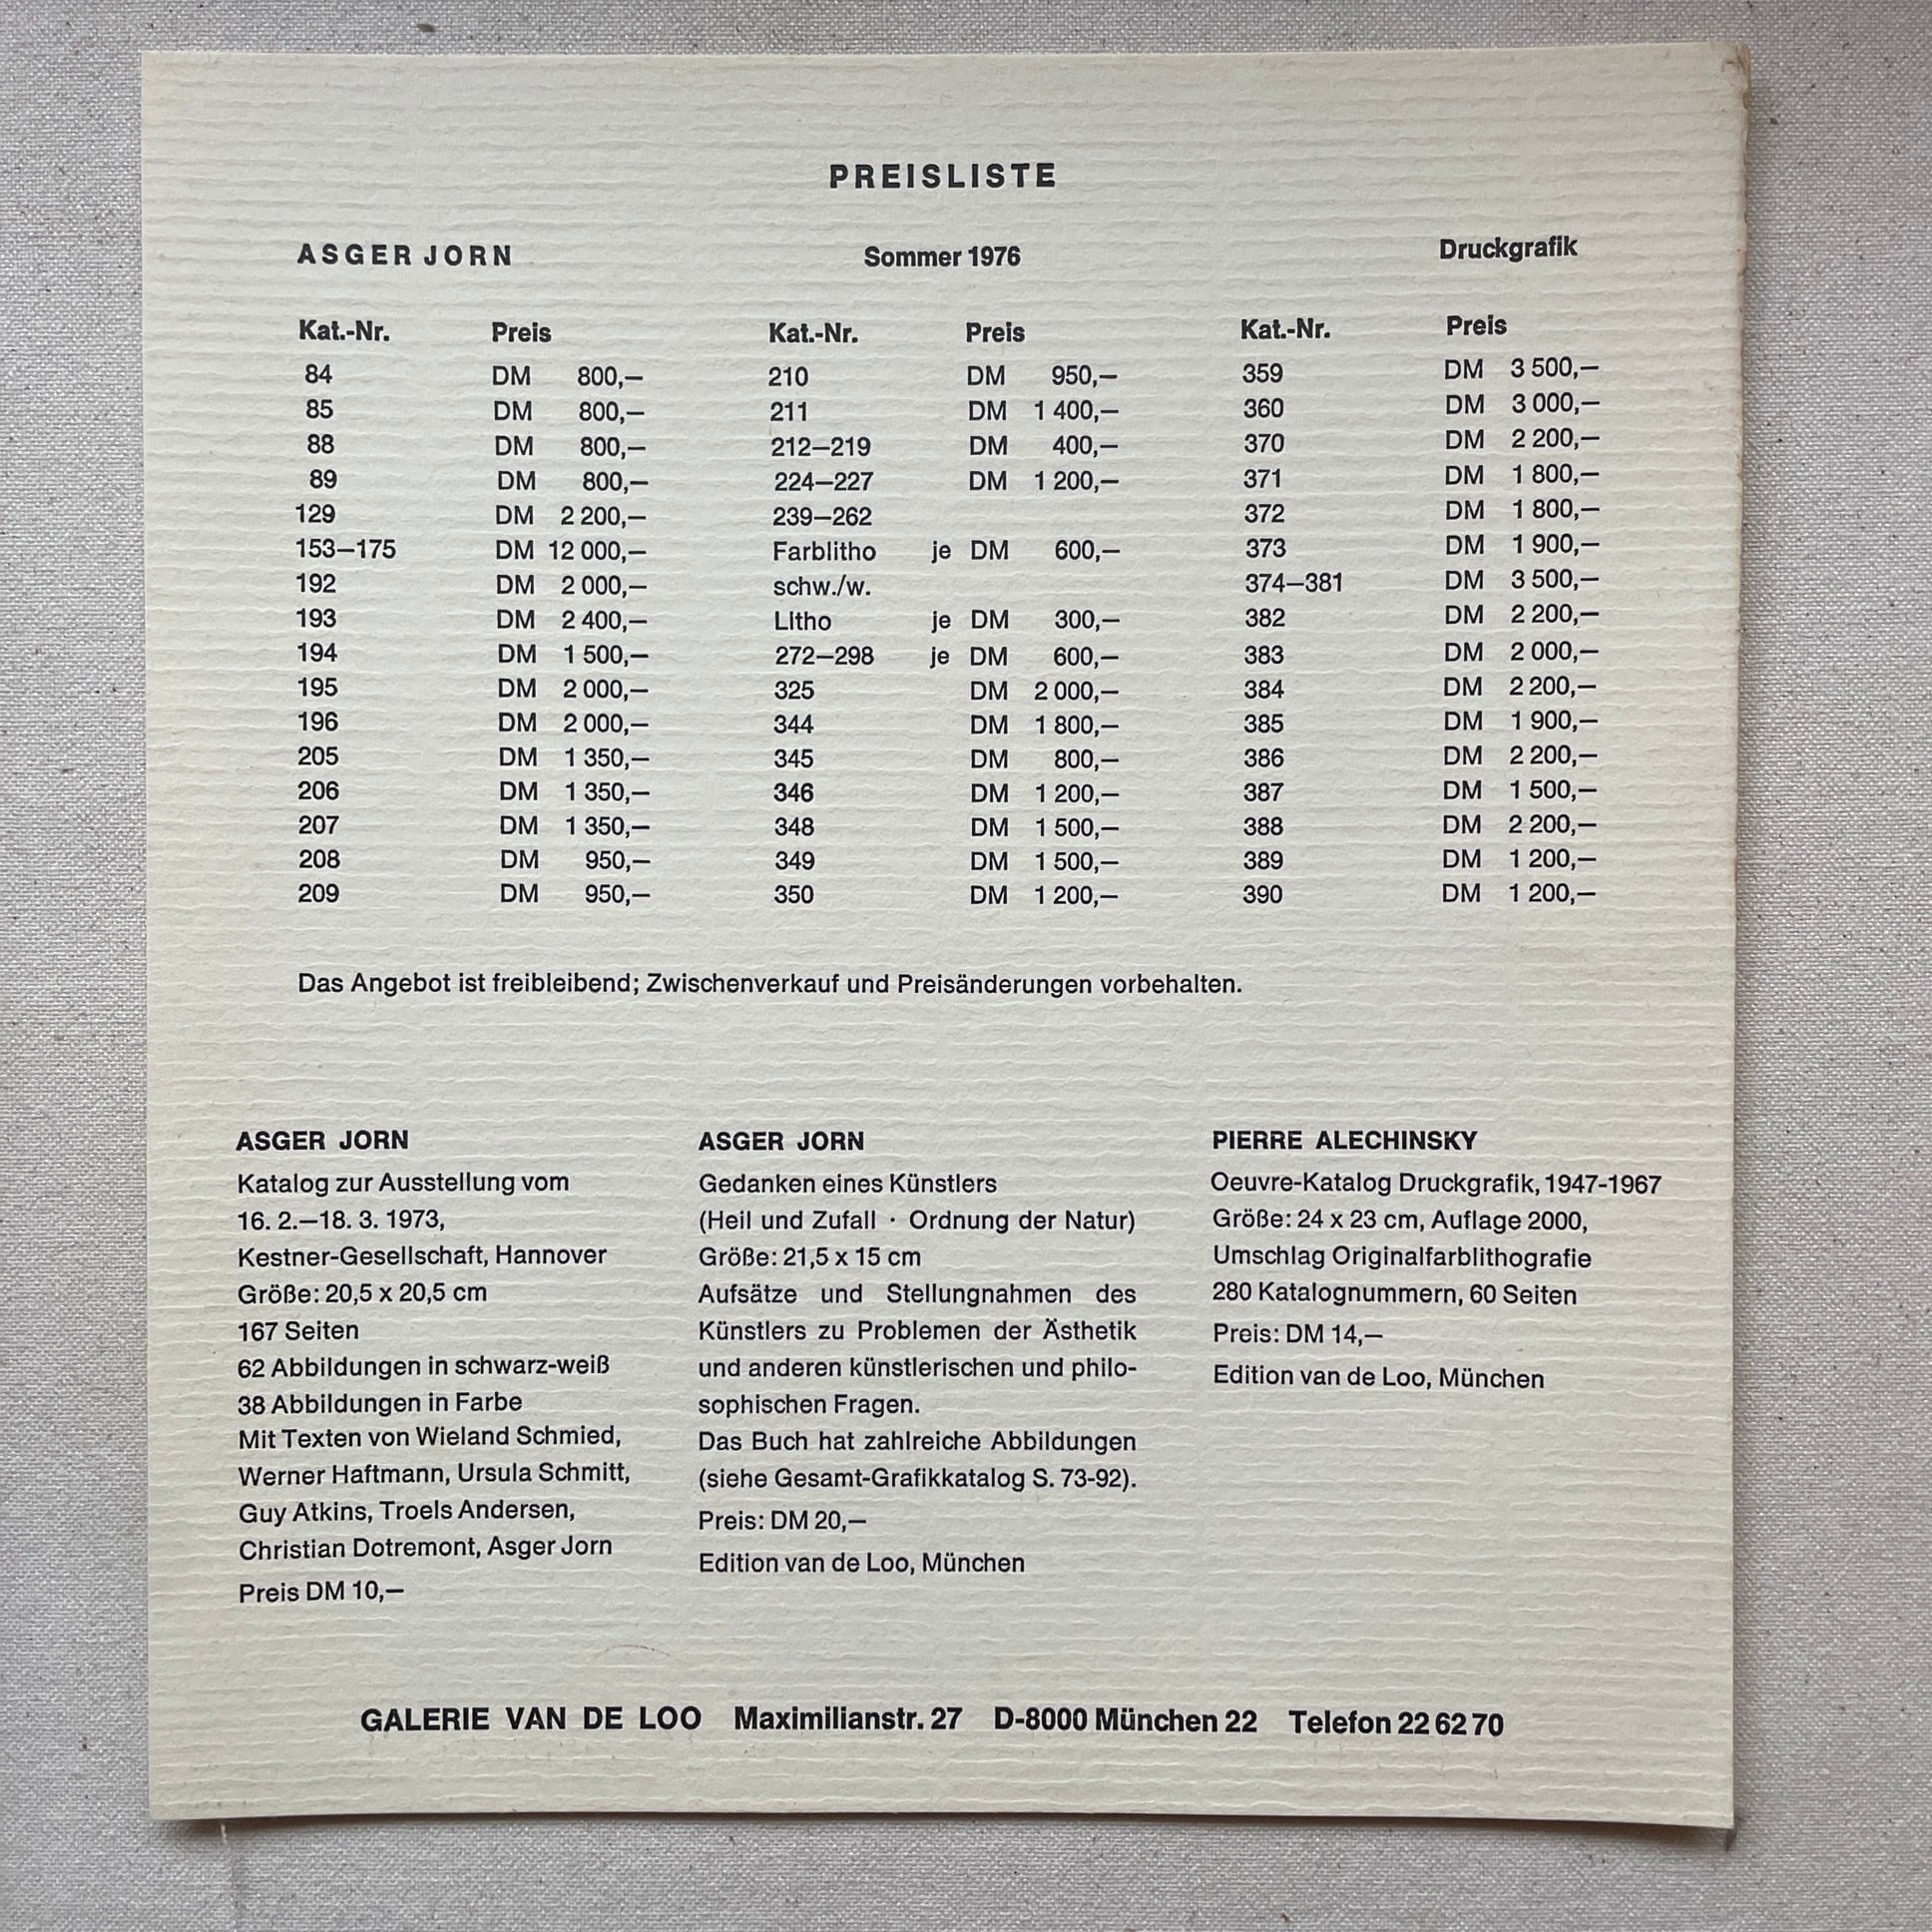 PREISLISTE
ASGER JORN Sommer 1976 Druckgrafik
Kat.-Nr. Preis Kat.-Nr. Preis Kat.-Nr. Preis
84 DM 800,— 210 DM 950,— 359 DM 3 500,—
85 DM 800,— 211 DM 1 400,— 360 DM 3 000,—
88 DM 800,— 212—219 DM 400,— 370 DM 2 200,—
89 DM 800,— 224—227 DM 1 200,— 371 DM 1 800,—
129 DM 2 200,— 239—262 372 DM 1 800,—
153—175 DM 12 000,— Farblitho je DM 600,— 373 DM 1 900,—
192 DM 2 000,— schw./w. 374—381 DM 3 500,—
193 DM 2 400,— LItho je DM 300,— 382 DM 2 200,—
194 DM 1 500,— 272—298 je DM 600,— 383 DM 2 000,—
195 DM 2 000,— 325 DM 2 000,— 384 DM 2 200,—
196 DM 2 000,— 344 DM 1 800,— 385 DM 1 900,—
205 DM 1 350,— 345 DM 800,— 386 DM 2 200,—
206 DM 1 350,— 346 DM 1 200,— 387 DM 1 500,—
207 DM 1 350,— 348 DM 1 500,— 388 DM 2 200,—
208 DM 950,— 349 DM 1 500,— 389 DM 1 200,—
209 DM 950,— 350 DM 1 200,— 390 DM 1 200,—
Das Angebot ist freibleibend; Zwischenverkauf und Preisänderungen vorbehalten.
ASGER JORN
Katalog zur Ausstellung vom
16. 2.—18. 3. 1973,
Kestner-Gesellschaft, Hannover
Größe: 20,5 x 20,5 cm
167 Seiten
62 Abbildungen in schwarz-weiß
38 Abbildungen in Farbe
Mit Texten von Wieland Schmied,
Werner Haftmann, Ursula Schmitt,
Guy Atkins, Troels Andersen,
Christian Dotremont, Asger Jorn
Preis DM 10,—
ASGER JORN
Gedanken eines Künstlers
(Heil und Zufall · Ordnung der Natur)
Größe: 21,5 x 15 cm
Aufsätze und Stellungnahmen des
Künstlers zu Problemen der Ästhetik
und anderen künstlerischen und philo-
sophischen Fragen.
Das Buch hat zahlreiche Abbildungen
(siehe Gesamt-Grafikkatalog S. 73-92).
Preis: DM 20,—
Edition van de Loo, München
PIERRE ALECHINSKY
Oeuvre-Katalog Druckgrafik, 1947-1967
Größe: 24 x 23 cm, Auflage 2000,
Umschlag Originalfarblithografie
280 Katalognummern, 60 Seiten
Preis: DM 14,—
Edition van de Loo, München
GALERIE VAN DE LOO Maximilianstr. 27 D-8000 München 22 Telefon 22 62 70